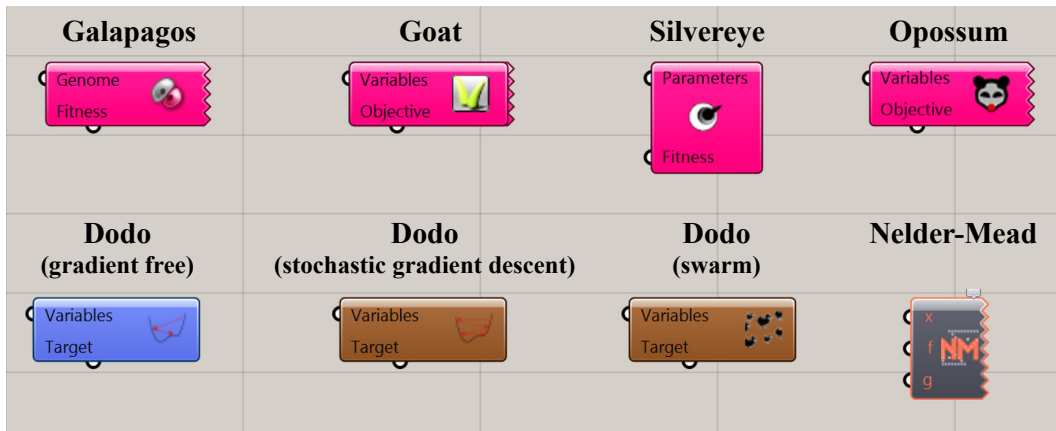 Galapagos
Genome
Fitness
Goat
Variables
Objective
Silvereye
Parameters
Fitness
Opossum
Variables
Objective
Dodo
(gradient free)
Variables
Target
Dodo
(stochastic gradient descent)
Variables
Target
Dodo
(swarm)
Variables
Target
Nelder-Mead
x
f
g
NM